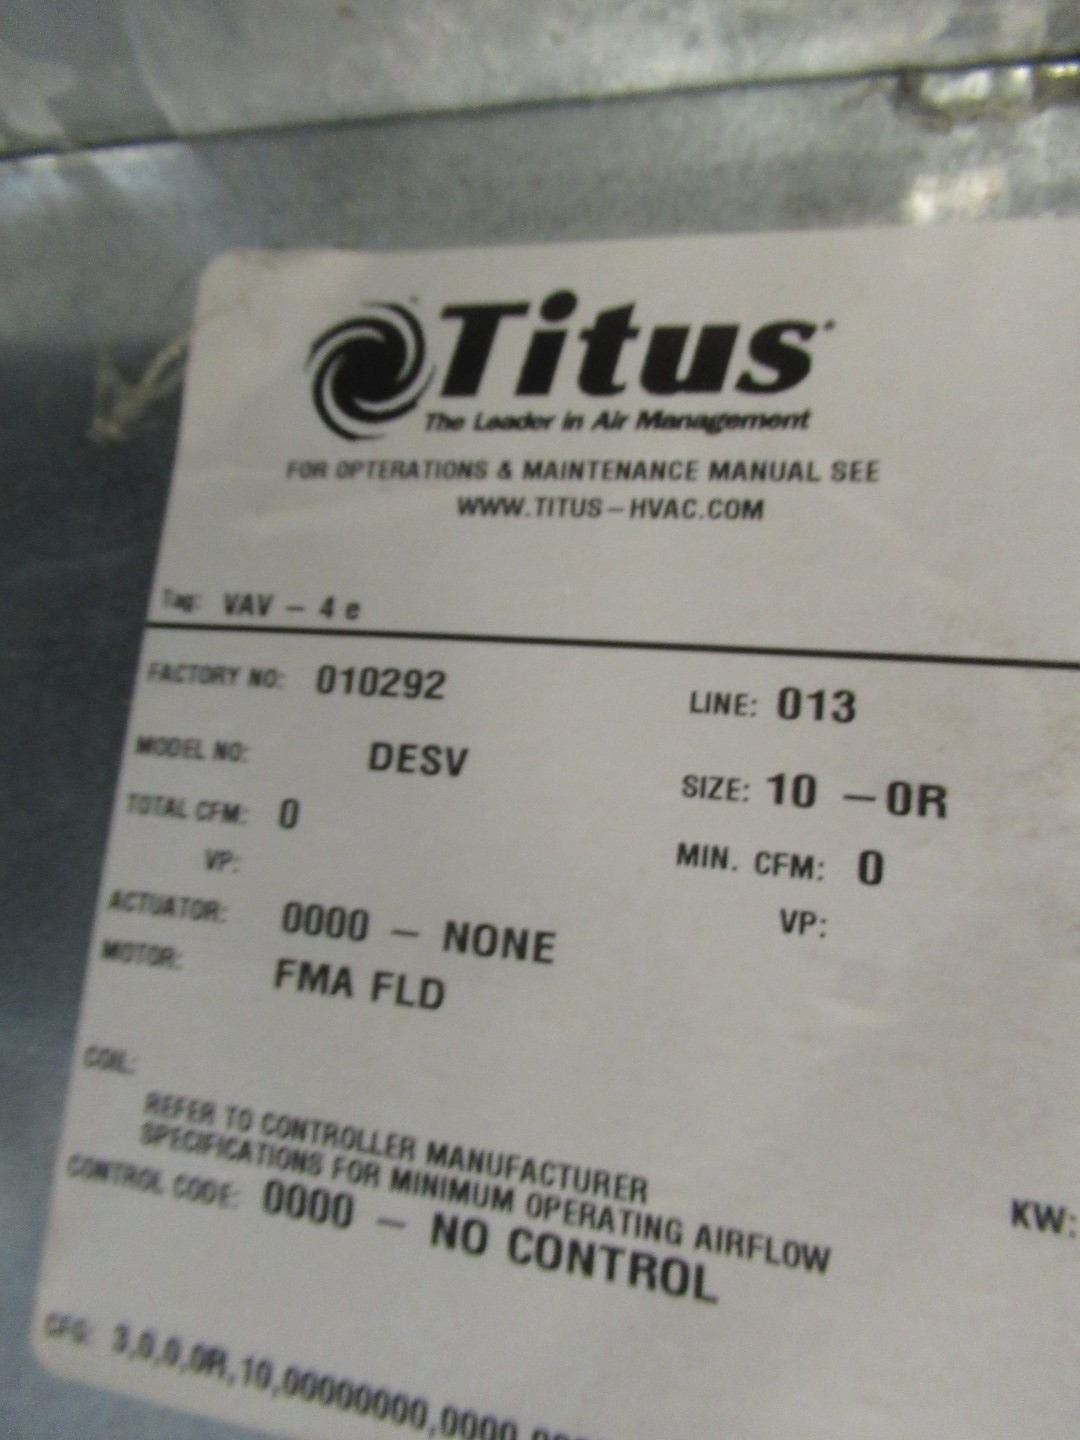 Titus
The Leader in Air Management
FOR OPTERATIONS & MAINTENANCE MANUAL SEE
WWW.TITUS-HVAC.COM
Tag: VAV - 4 e
FACTORY NO: 010292 LINE: 013
MODEL NO: DESV SIZE: 10 -0R
TOTAL CFM: 0 MIN. CFM: 0
VP: VP:
ACTUATOR: 0000 - NONE
MOTOR: FMA FLD
COIL:
REFER TO CONTROLLER MANUFACTURER
SPECIFICATIONS FOR MINIMUM OPERATING AIRFLOW
KW:
CONTROL CODE: 0000 - NO CONTROL
CFG: 3,0,0,0R,10,00000000,0000,